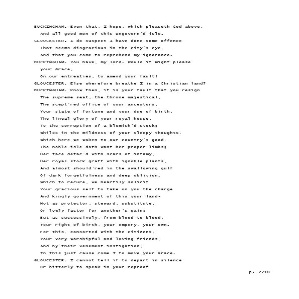 BUCKINGHAM. Even that, I hope, which pleaseth God above,
And all good men of this ungovern'd isle.
GLOUCESTER. I do suspect I have done some offence
That seems disgracious in the city's eye,
And that you come to reprehend my ignorance.
BUCKINGHAM. You have, my lord. Would it might please
your Grace,
On our entreaties, to amend your fault!
GLOUCESTER. Else wherefore breathe I in a Christian land?
BUCKINGHAM. Know then, it is your fault that you resign
The supreme seat, the throne majestical,
The scept'red office of your ancestors,
Your state of fortune and your due of birth,
The lineal glory of your royal house,
To the corruption of a blemish'd stock;
Whiles in the mildness of your sleepy thoughts,
Which here we waken to our country's good,
The noble isle doth want her proper limbs;
Her face defac'd with scars of infamy,
Her royal stock graft with ignoble plants,
And almost should'red in the swallowing gulf
Of dark forgetfulness and deep oblivion.
Which to recure, we heartily solicit
Your gracious self to take on you the charge
And kingly government of this your land-
Not as protector, steward, substitute,
Or lowly factor for another's gain;
But as successively, from blood to blood,
Your right of birth, your empery, your own.
For this, consorted with the citizens,
Your very worshipful and loving friends,
And by their vehement instigation,
In this just cause come I to move your Grace.
GLOUCESTER. I cannot tell if to depart in silence
Or bitterly to speak in your reproof